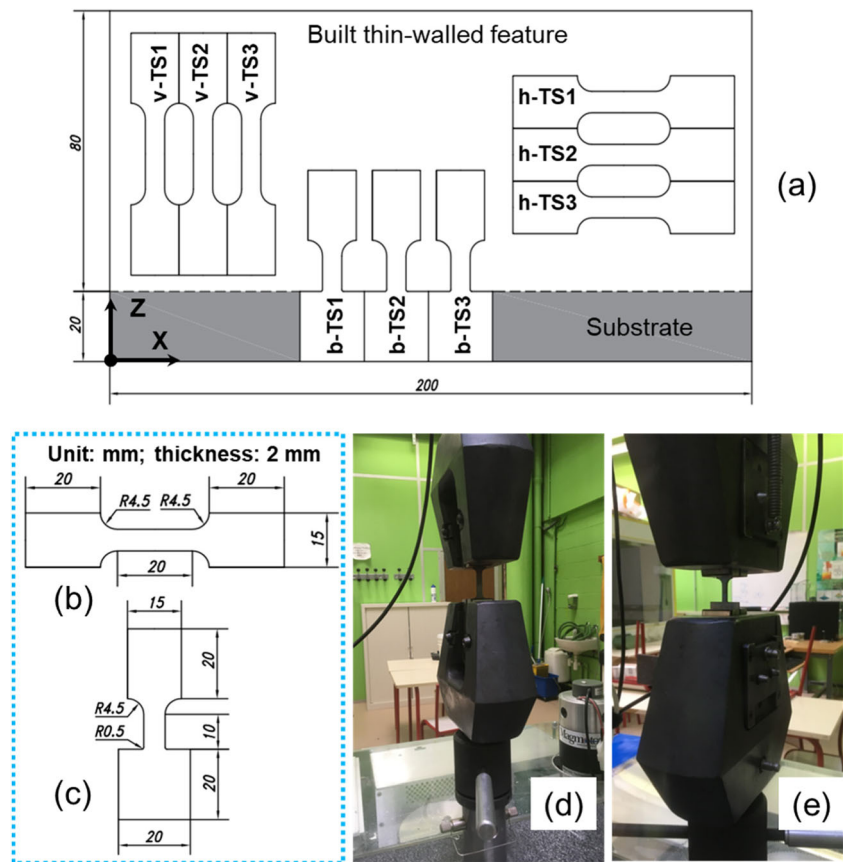 Built thin-walled feature
v-TS1
v-TS2
v-TS3
h-TS1
h-TS2
h-TS3
80
(a)
b-TS1
b-TS2
b-TS3
20
Z
X
Substrate
200
Unit: mm; thickness: 2 mm
20
20
R4.5
R4.5
15
20
(b)
15
20
R4.5
10
R0.5
20
20
(c)
(d)
(e)